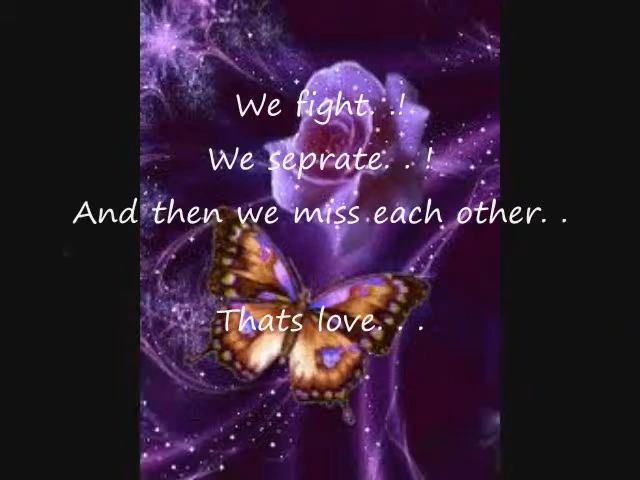 We fight. .!
We seprate. . !
And then we miss each other. .
Thats love. . .